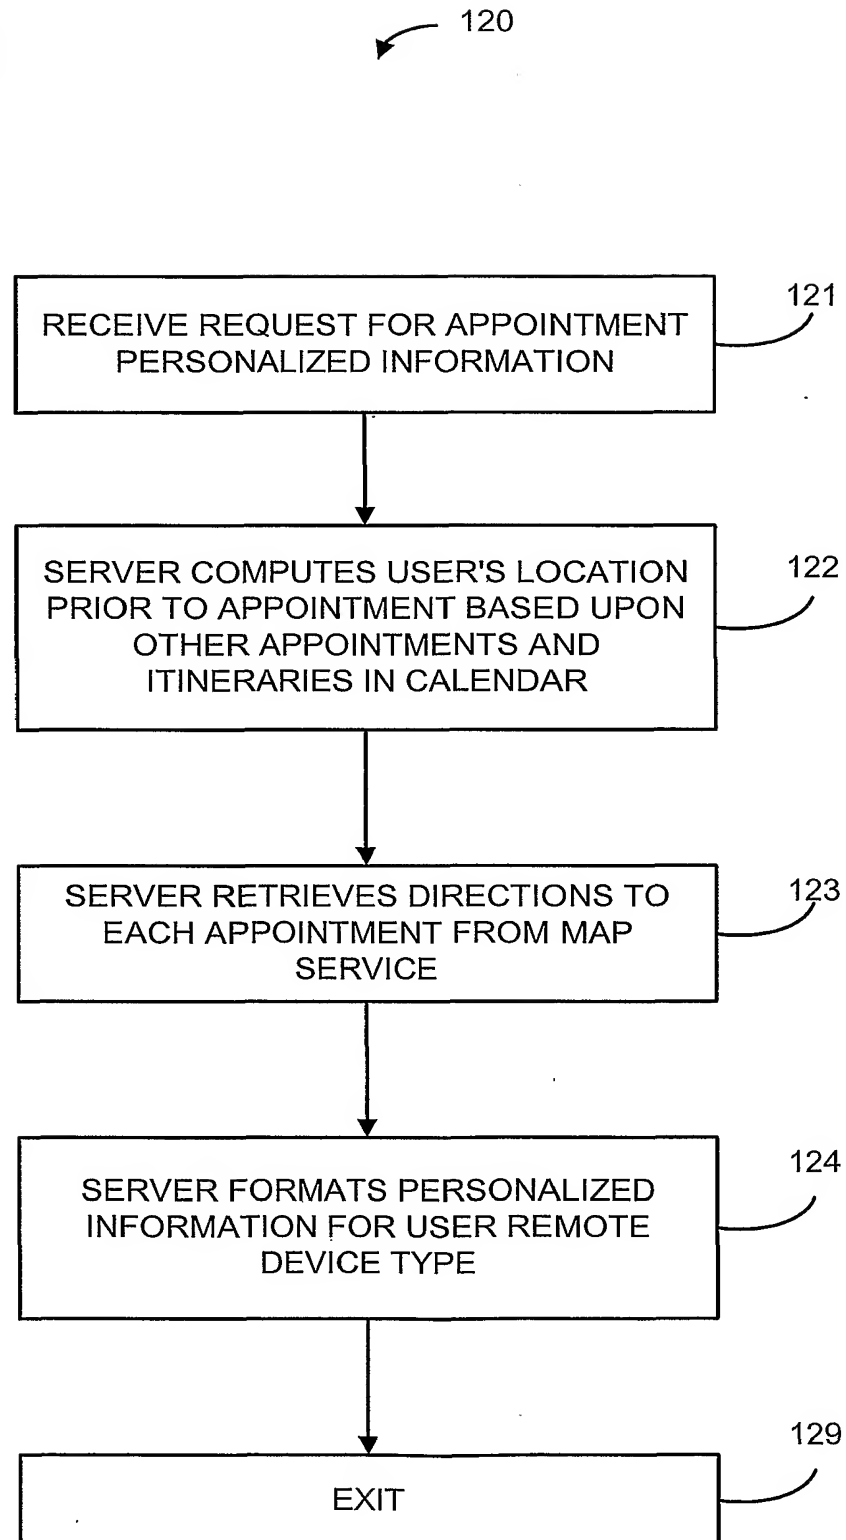 120
121
RECEIVE REQUEST FOR APPOINTMENT
PERSONALIZED INFORMATION
122
SERVER COMPUTES USER'S LOCATION
PRIOR TO APPOINTMENT BASED UPON
OTHER APPOINTMENTS AND
ITINERARIES IN CALENDAR
123
SERVER RETRIEVES DIRECTIONS TO
EACH APPOINTMENT FROM MAP
SERVICE
124
SERVER FORMATS PERSONALIZED
INFORMATION FOR USER REMOTE
DEVICE TYPE
129
EXIT